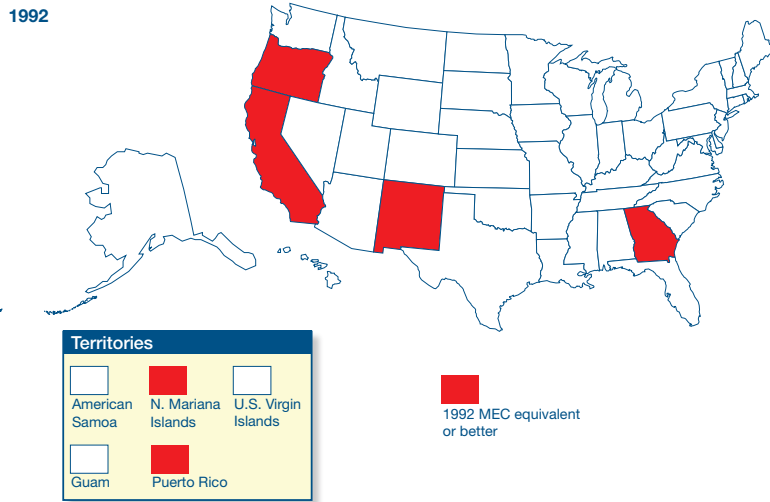 1992
Territories
American
Samoa
N. Mariana
Islands
U.S. Virgin
Islands
Guam
Puerto Rico
1992 MEC equivalent
or better